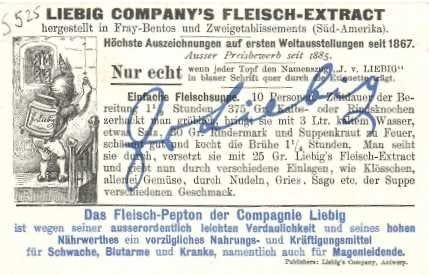 5525
LIEBIG COMPANY'S FLEISCH-EXTRACT
hergestellt in Fray-Bentos und Zweigetablissements (Süd-Amerika).
Höchste Auszeichnungen auf ersten Weltausstellungen seit 1867.
Ausser Preisbewerb seit 1885.
Nur echt wenn jeder Topf den Namenszug „J. v. LIEBIG"
in blauer Schrift quer durch die Etiquette trägt.
J v Liebig
Einfache Fleischsuppe. 10 Personen. Zeitdauer der Be-
reitung 1½ Stunden. 375 Gr. Kalbs- oder Rindsknochen
zerhackt man gröblich, bringt sie mit 3 Ltr. kaltem Wasser,
etwas Salz, 50 Gr. Rindermark und Suppenkraut zu Feuer,
schäumt gut und kocht die Brühe 1¼ Stunden. Man seiht
sie durch, versetzt sie mit 25 Gr. Liebig's Fleisch-Extract
und nun durch verschiedene Einlagen, wie Klösschen,
allerlei Gemüse, durch Nudeln, Gries, Sago etc. der Suppe
verschiedenen Geschmack.
Liebig
Das Fleisch-Pepton der Compagnie Liebig
ist wegen seiner ausserordentlich leichten Verdaulichkeit und seines hohen
Nährwerthes ein vorzügliches Nahrungs- und Kräftigungsmittel
für Schwache, Blutarme und Kranke, namentlich auch für Magenleidende.
Publishers: Liebig's Company, Antwerp.